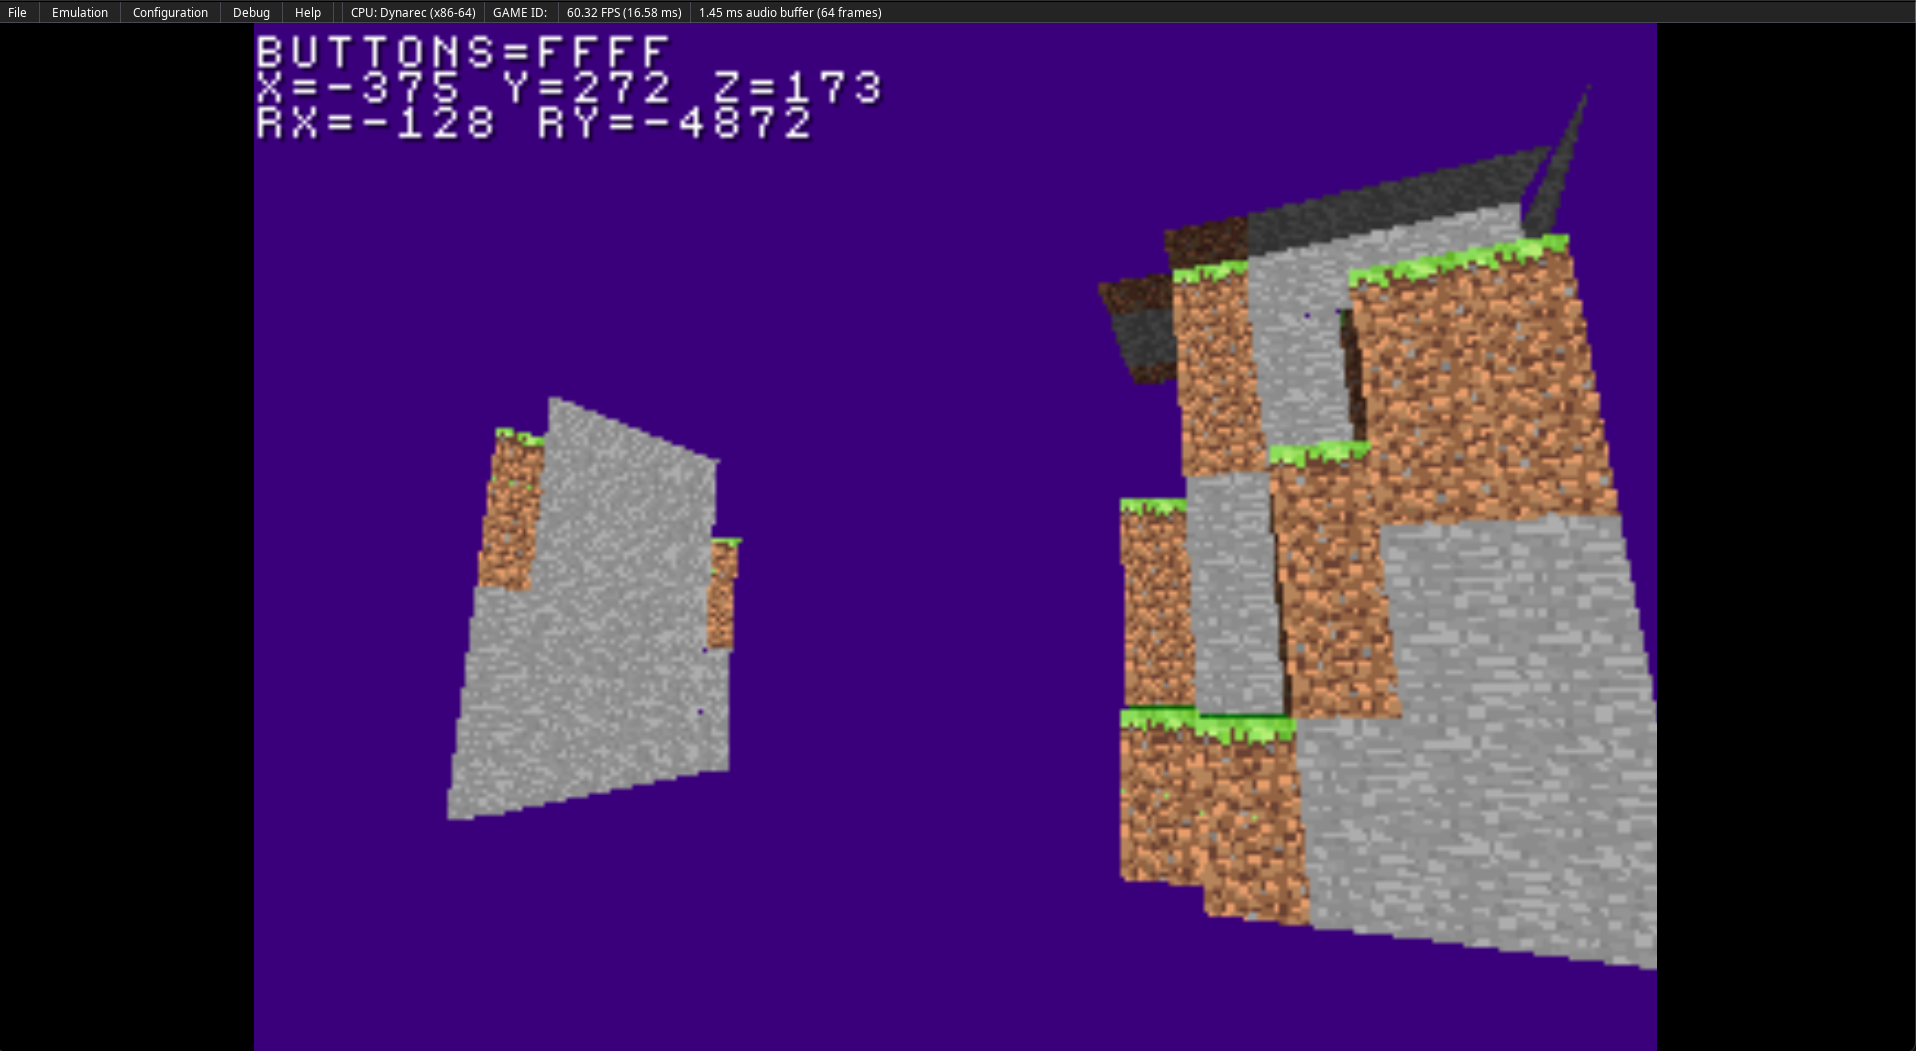 File Emulation Configuration Debug Help CPU: Dynarec (x86-64) GAME ID: 60.32 FPS (16.58 ms) 1.45 ms audio buffer (64 frames)
BUTTONS=FFFF
X=-375 Y=272 Z=173
RX=-128 RY=-4872